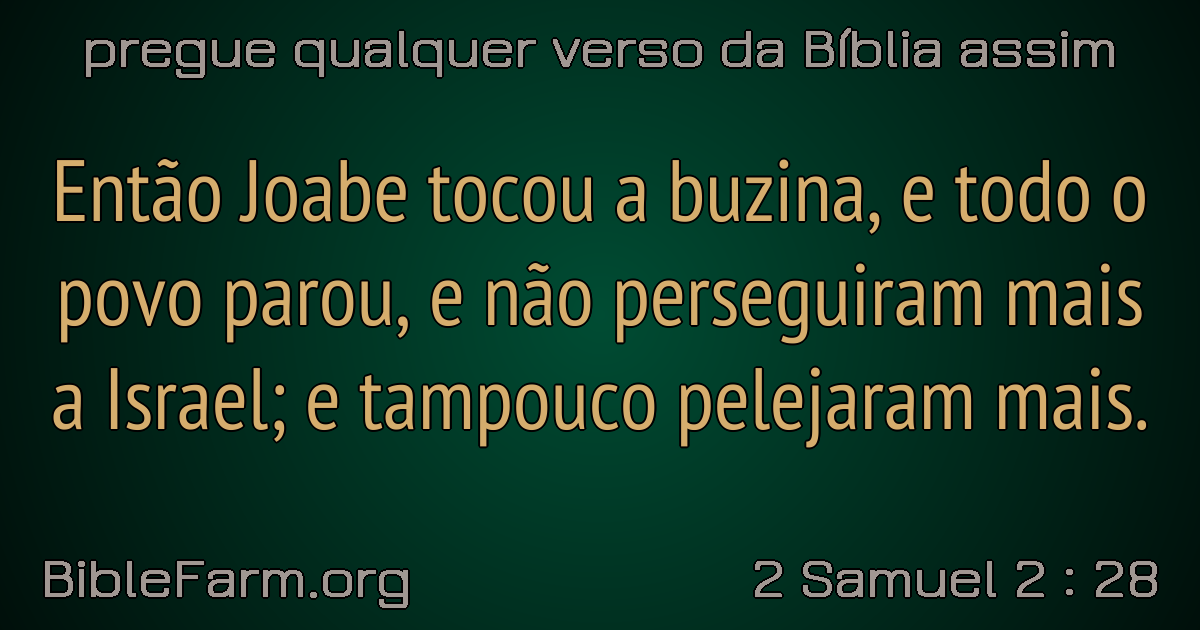 pregue qualquer verso da Bíblia assim
Então Joabe tocou a buzina, e todo o
povo parou, e não perseguiram mais
a Israel; e tampouco pelejaram mais.
BibleFarm.org
2 Samuel 2 : 28